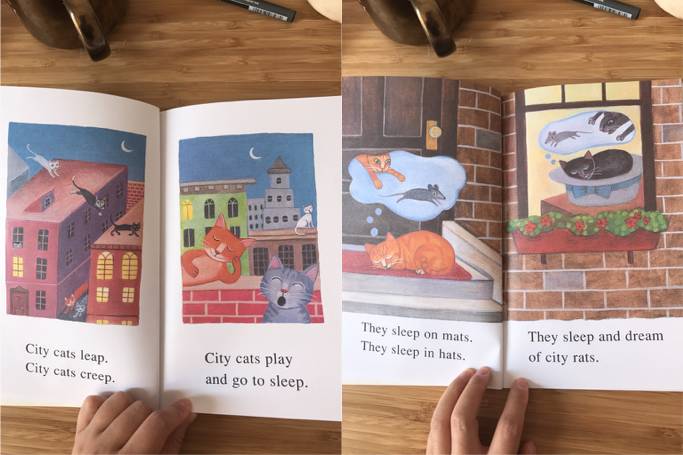 City cats leap.
City cats creep.
City cats play
and go to sleep.
They sleep on mats.
They sleep in hats.
They sleep and dream
of city rats.